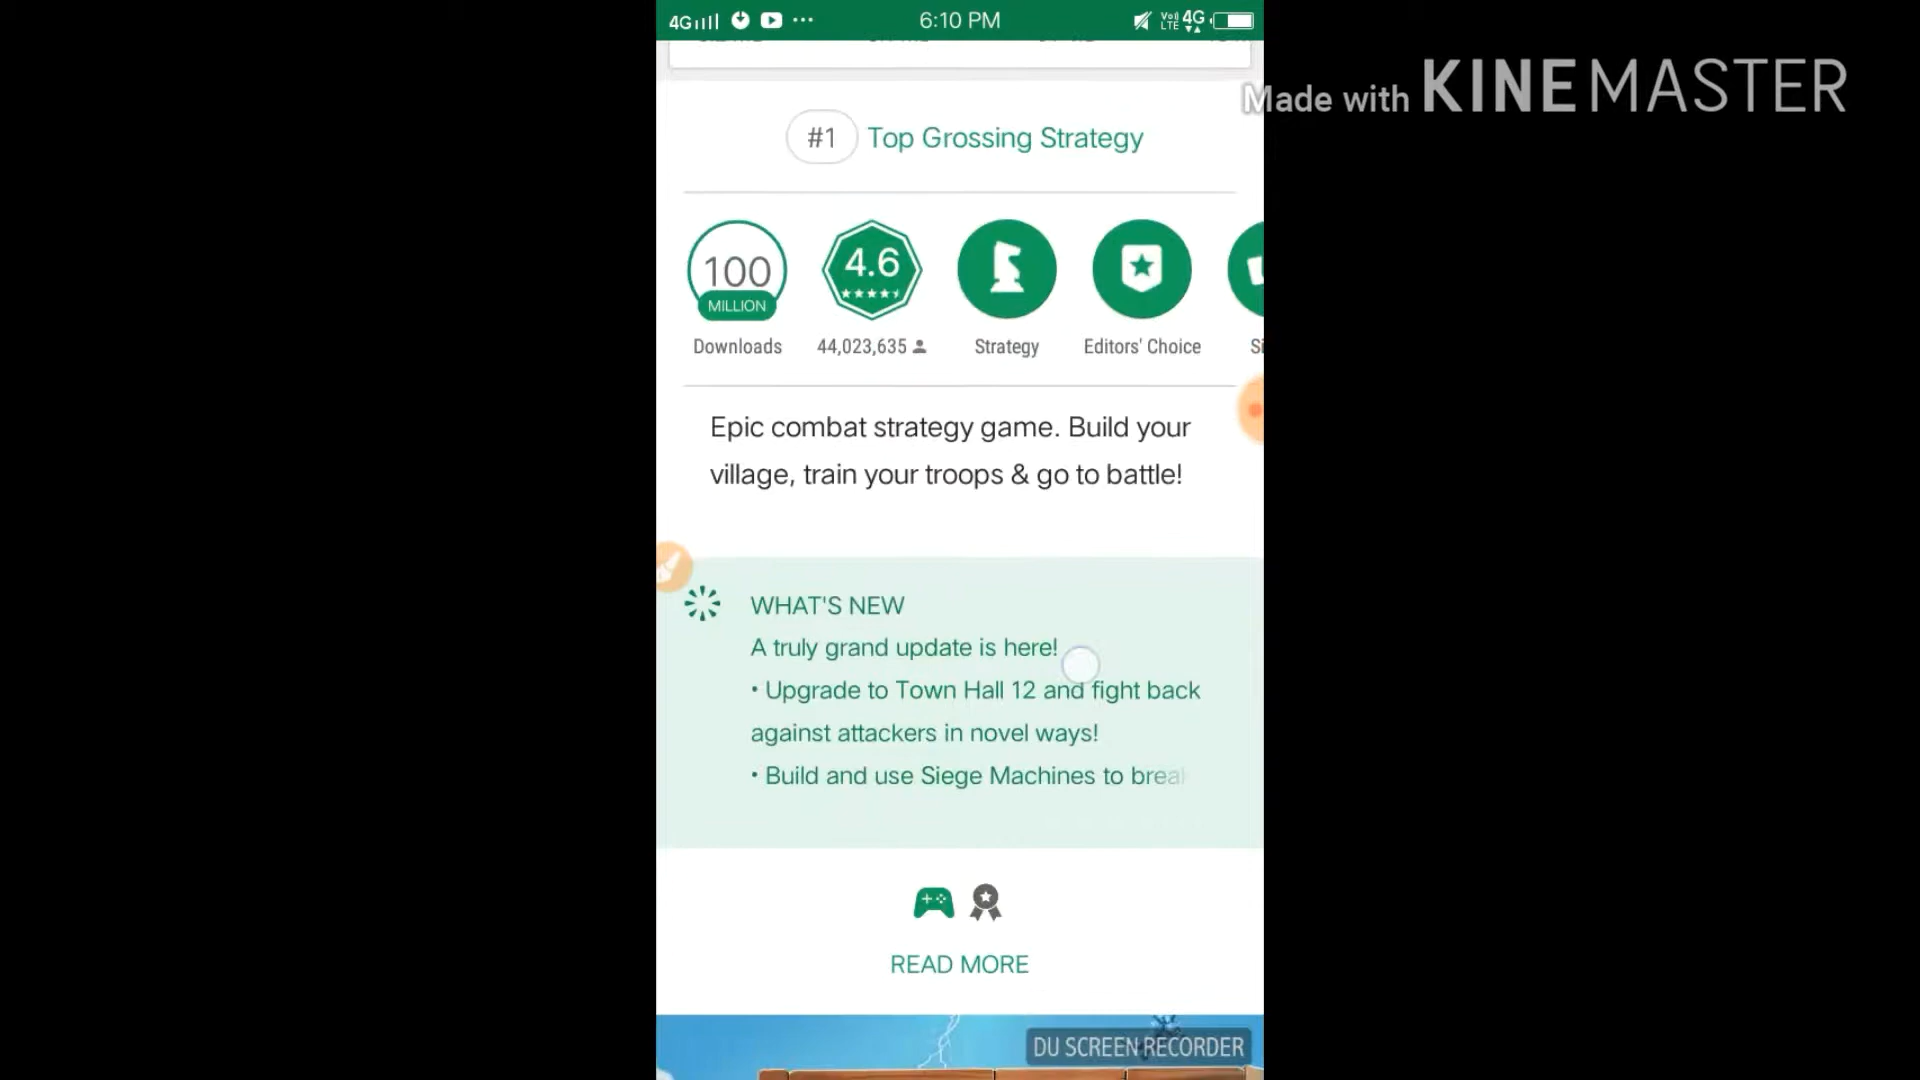 4G 6:10 PM VoLTE 4G
Made with KINEMASTER
#1 Top Grossing Strategy
100 MILLION
4.6
Downloads 44,023,635 Strategy Editors' Choice Si
Epic combat strategy game. Build your
village, train your troops & go to battle!
WHAT'S NEW
A truly grand update is here!
• Upgrade to Town Hall 12 and fight back
against attackers in novel ways!
• Build and use Siege Machines to brea
READ MORE
DU SCREEN RECORDER